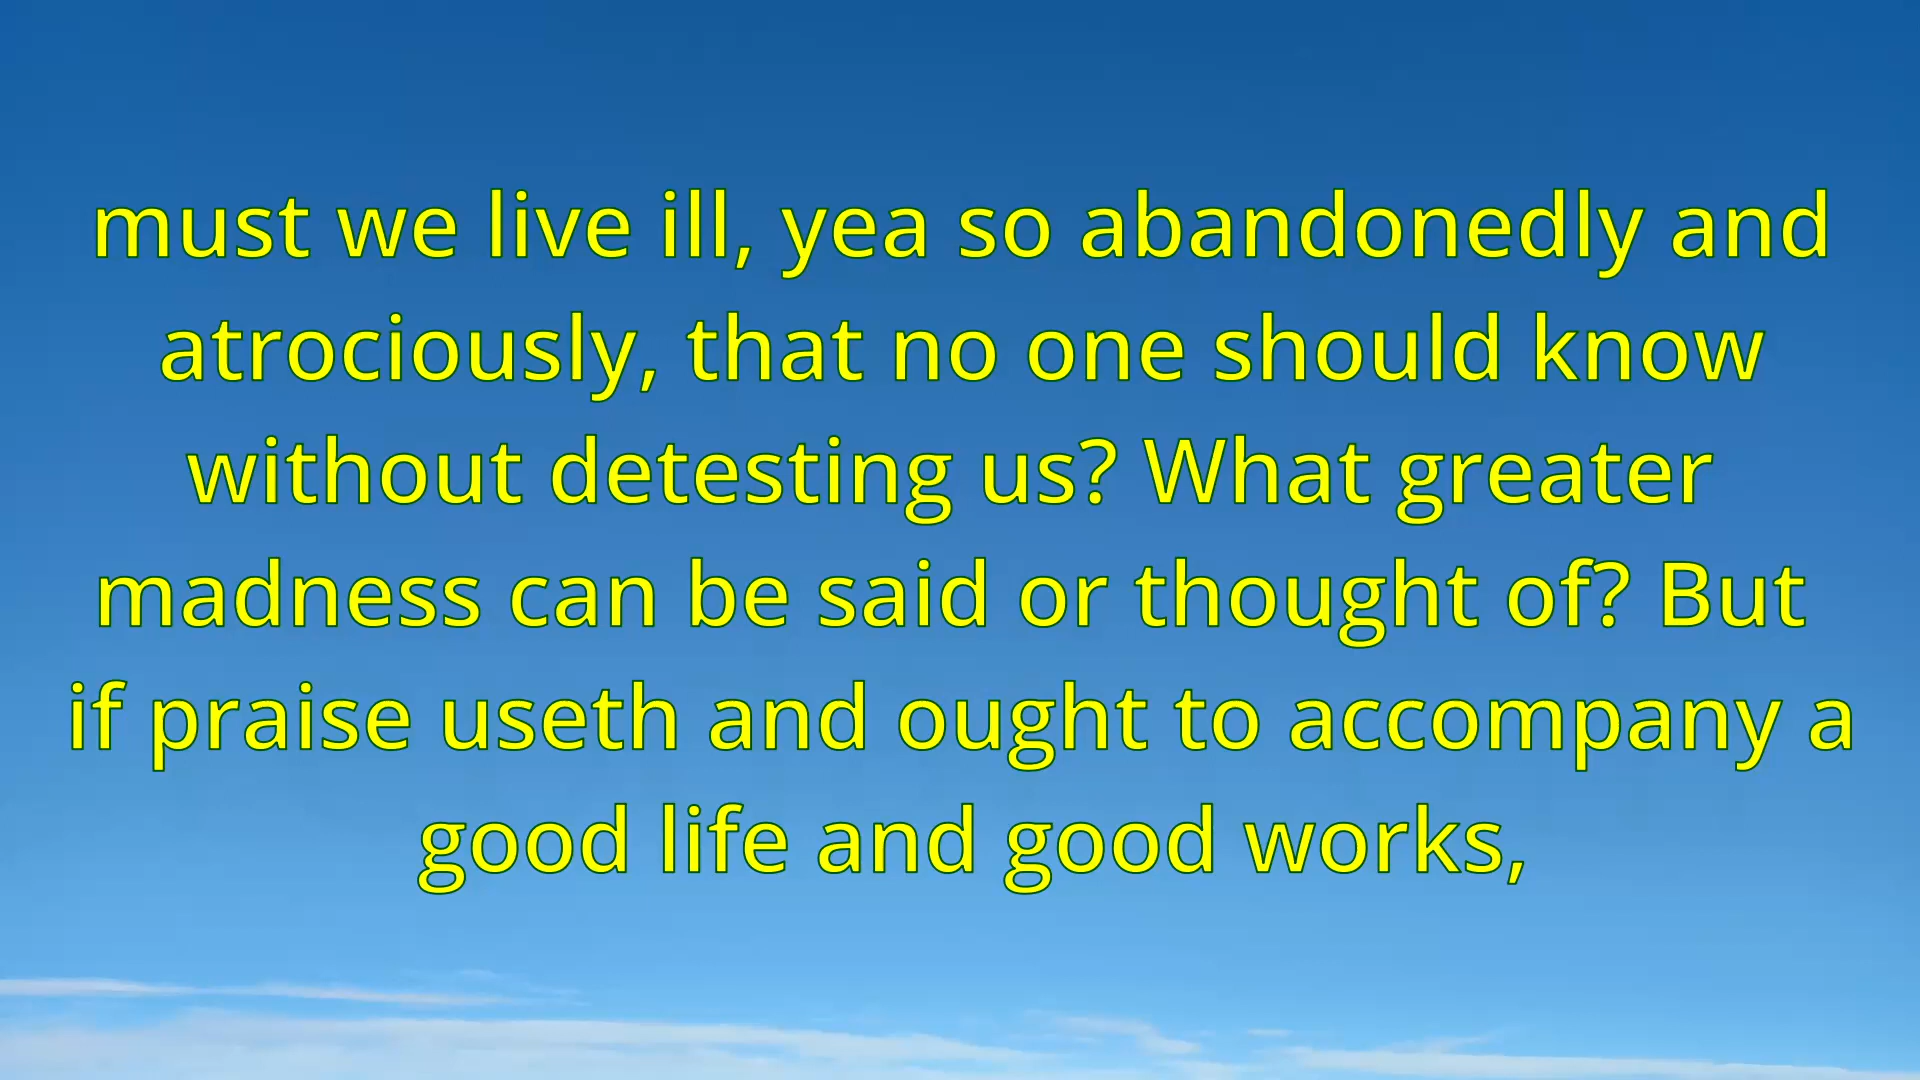 must we live ill, yea so abandonedly and
atrociously, that no one should know
without detesting us? What greater
madness can be said or thought of? But
if praise useth and ought to accompany a
good life and good works,